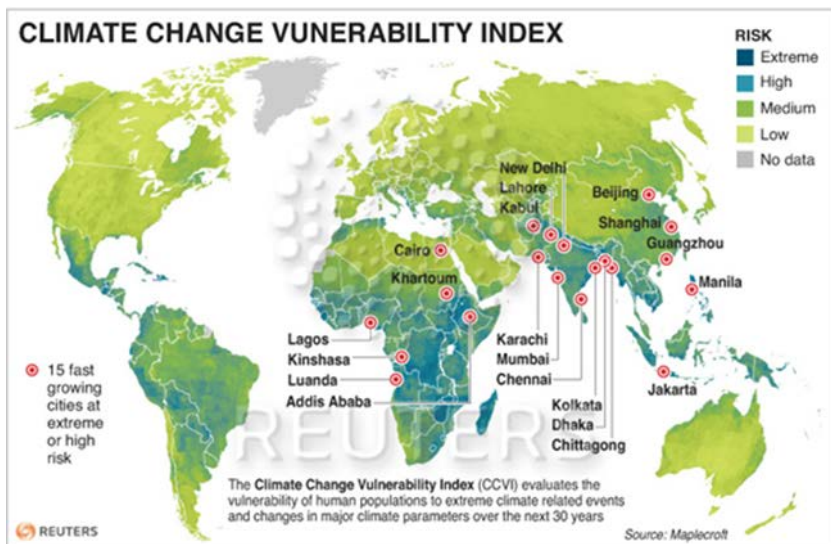 CLIMATE CHANGE VUNERABILITY INDEX
RISK
Extreme
High
Medium
Low
No data
New Delhi
Lahore
Kabul
Beijing
Shanghai
Guangzhou
Cairo
Khartoum
Manila
Lagos
Kinshasa
Luanda
Addis Ababa
Karachi
Mumbai
Chennai
Jakarta
Kolkata
Dhaka
Chittagong
15 fast
growing
cities at
extreme
or high
risk
REUTERS
The Climate Change Vulnerability Index (CCVI) evaluates the
vulnerability of human populations to extreme climate related events
and changes in major climate parameters over the next 30 years
REUTERS
Source: Maplecroft